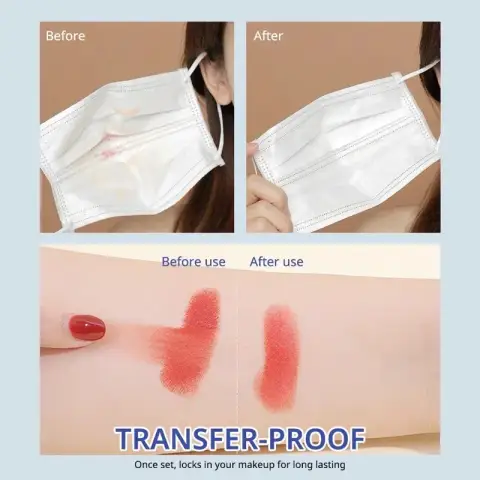 Before
After
Before use
After use
TRANSFER-PROOF
Once set, locks in your makeup for long lasting